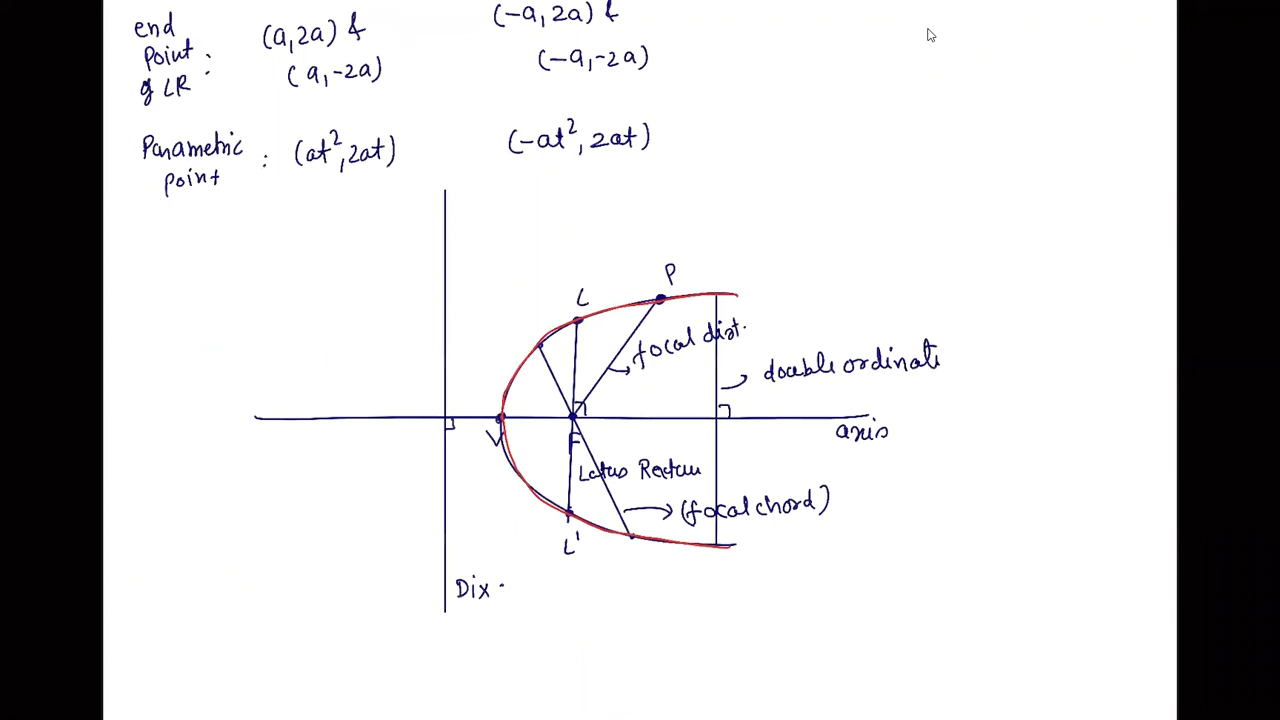 end (a, 2a) & (-a, 2a) &
Point :
of LR (a, -2a) (-a, -2a)
Parametric : (at², 2at) (-at², 2at)
point
P
L
focal dist.
double ordinate
V
F
axis
Latus Rectum
(focal chord)
L'
Dix.